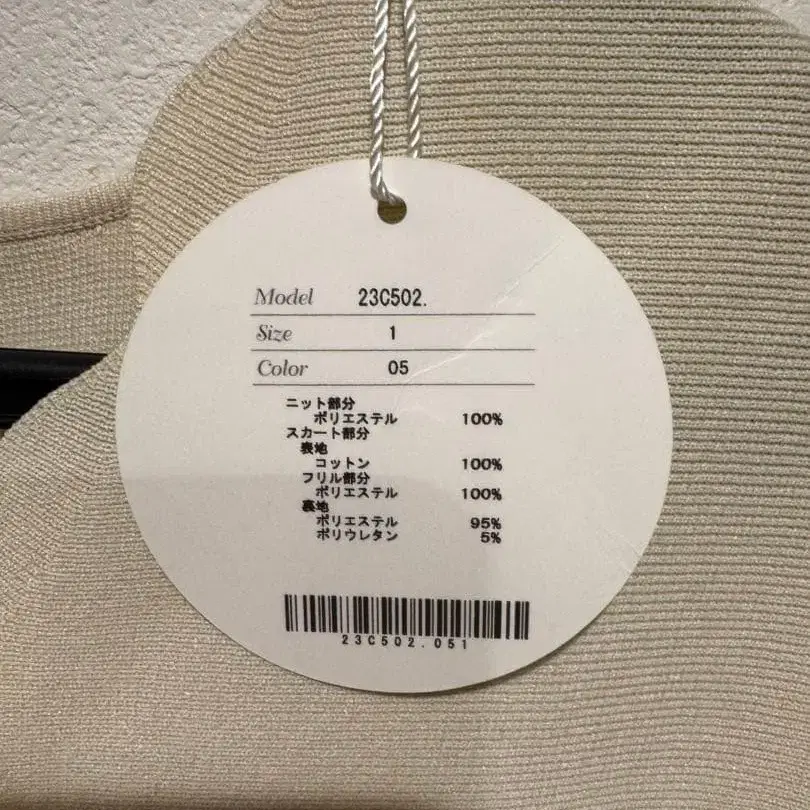 Model 23C502.
Size 1
Color 05
ニット部分
ポリエステル 100%
スカート部分
表地
コットン 100%
フリル部分
ポリエステル 100%
裏地
ポリエステル 95%
ポリウレタン 5%
23C502.051